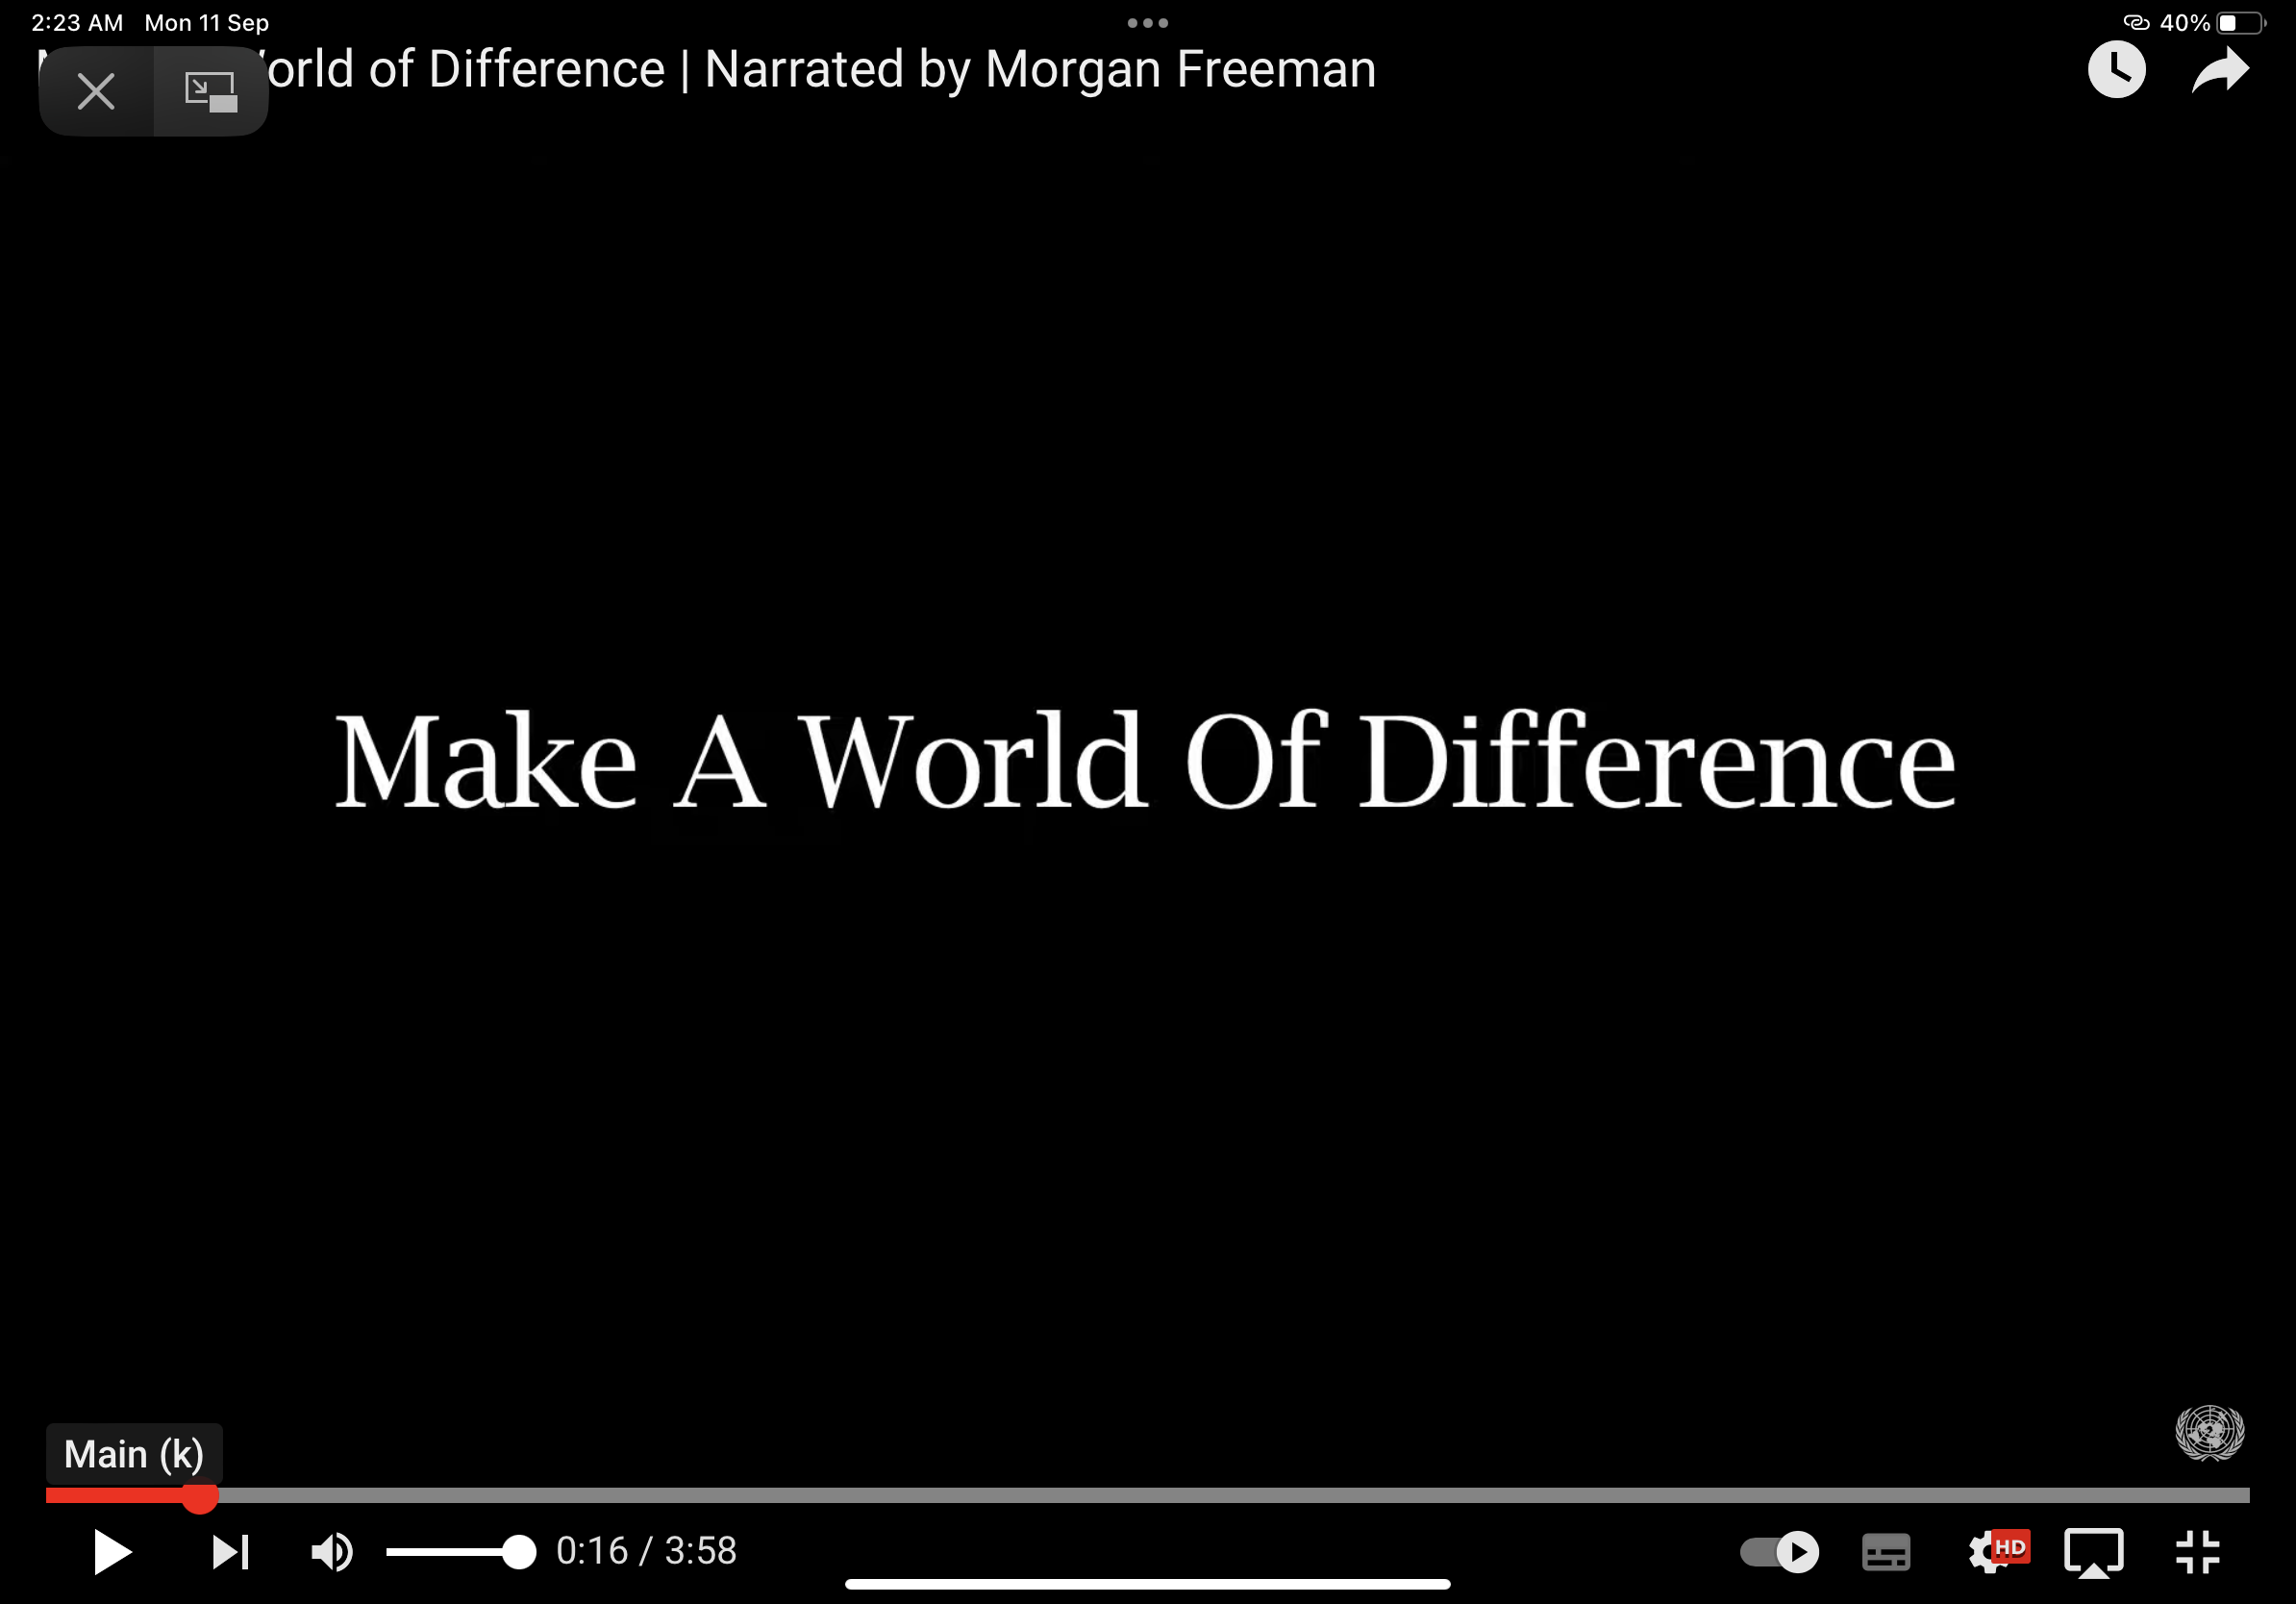 2:23 AM Mon 11 Sep
40%
of Difference | Narrated by Morgan Freeman
Make A World Of Difference
Main (k)
0:16 / 3:58
HD